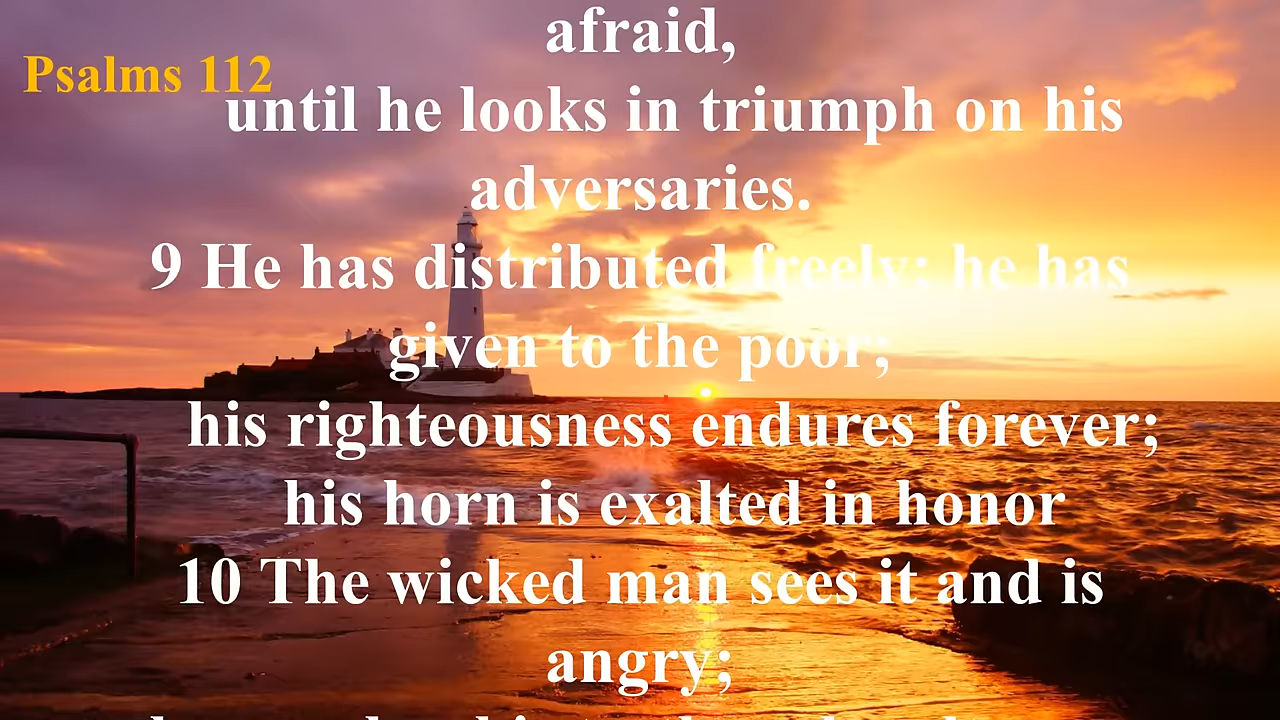 afraid,
Psalms 112
until he looks in triumph on his
adversaries.
9 He has distributed freely; he has
given to the poor;
his righteousness endures forever;
his horn is exalted in honor
10 The wicked man sees it and is
angry;